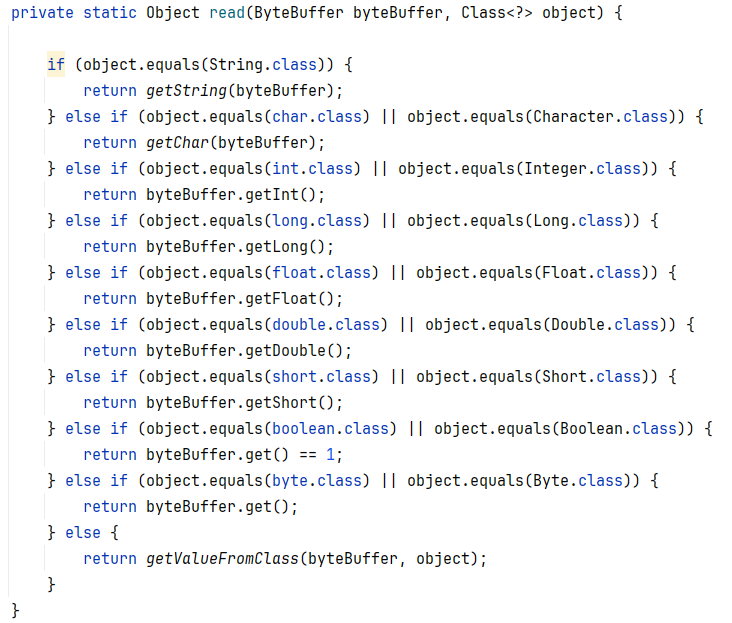 private static Object read(ByteBuffer byteBuffer, Class<?> object) {
if (object.equals(String.class)) {
return getString(byteBuffer);
} else if (object.equals(char.class) || object.equals(Character.class)) {
return getChar(byteBuffer);
} else if (object.equals(int.class) || object.equals(Integer.class)) {
return byteBuffer.getInt();
} else if (object.equals(long.class) || object.equals(Long.class)) {
return byteBuffer.getLong();
} else if (object.equals(float.class) || object.equals(Float.class)) {
return byteBuffer.getFloat();
} else if (object.equals(double.class) || object.equals(Double.class)) {
return byteBuffer.getDouble();
} else if (object.equals(short.class) || object.equals(Short.class)) {
return byteBuffer.getShort();
} else if (object.equals(boolean.class) || object.equals(Boolean.class)) {
return byteBuffer.get() == 1;
} else if (object.equals(byte.class) || object.equals(Byte.class)) {
return byteBuffer.get();
} else {
return getValueFromClass(byteBuffer, object);
}
}